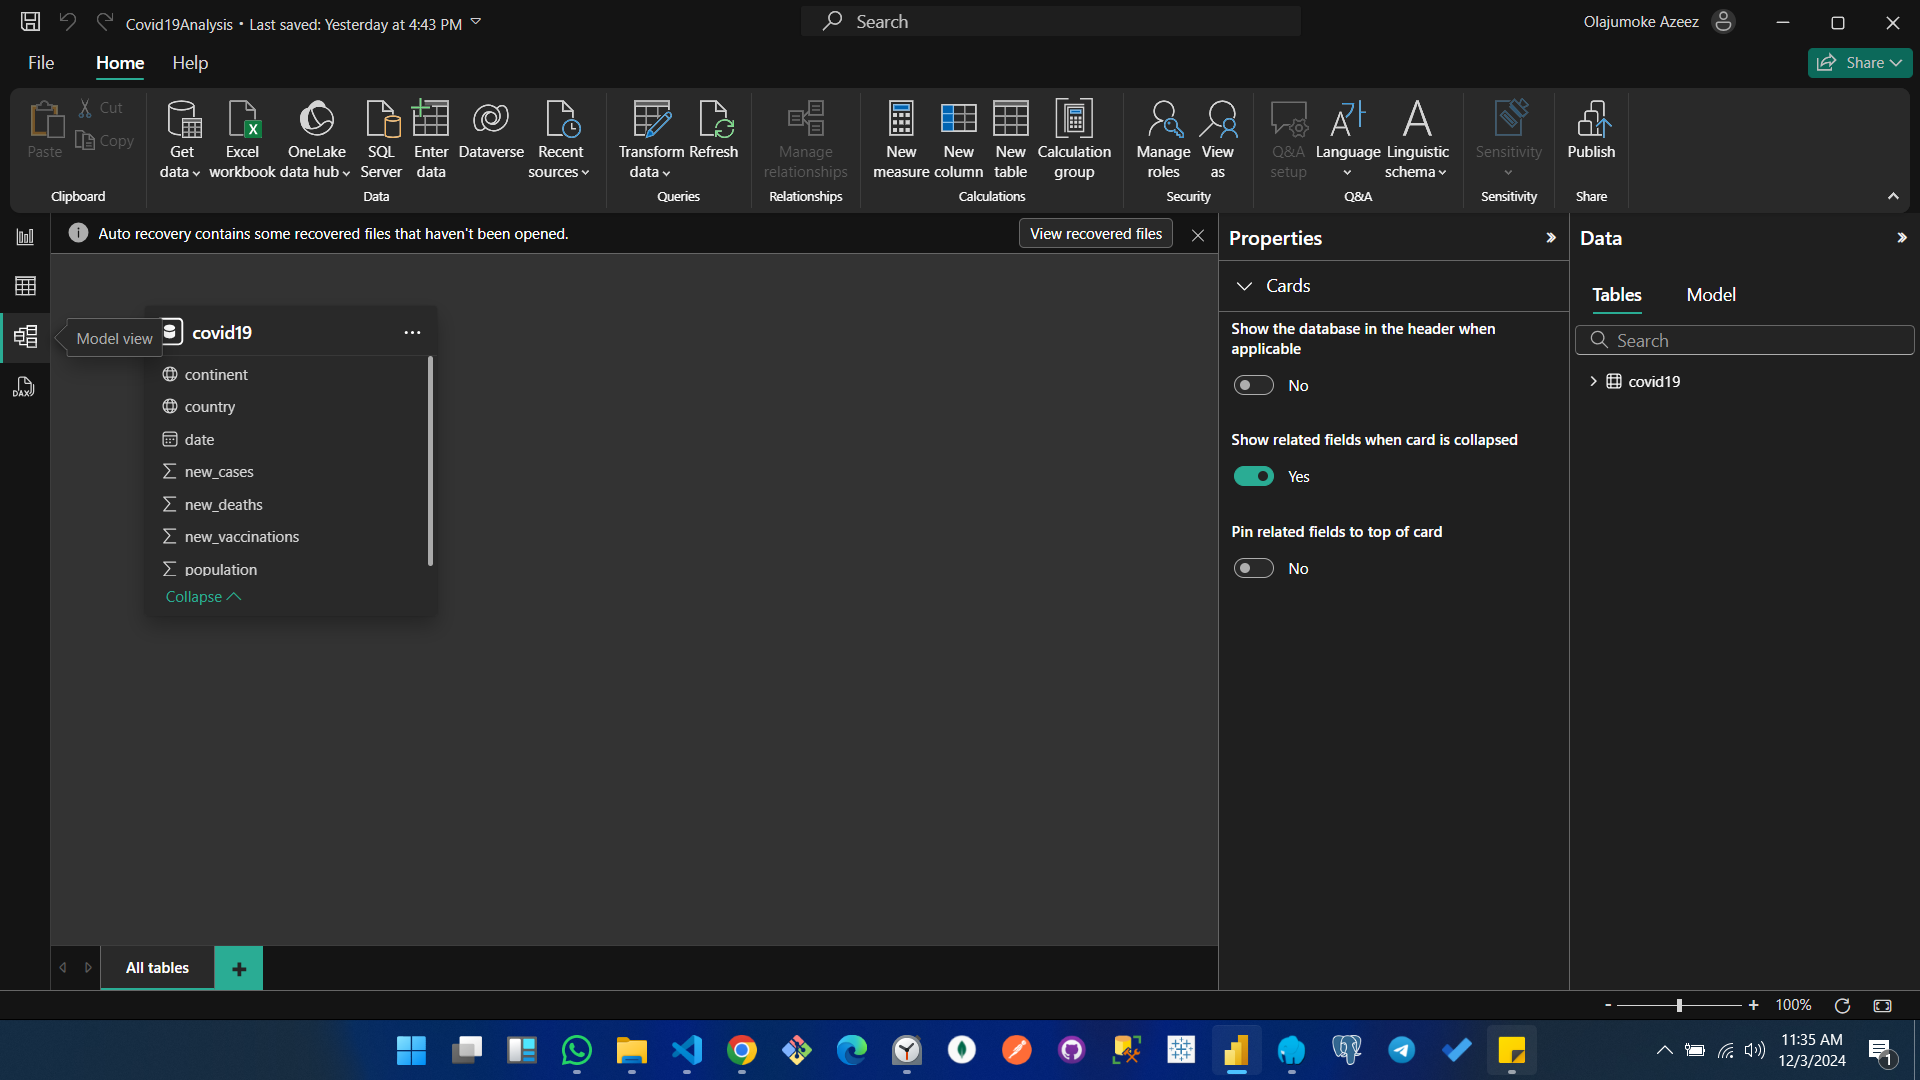 Covid19Analysis • Last saved: Yesterday at 4:43 PM
Search
Olajumoke Azeez
File
Home
Help
Share
Paste
Cut
Copy
Clipboard
Get data
Excel workbook
OneLake data hub
SQL Server
Enter data
Dataverse
Recent sources
Data
Transform data
Refresh
Queries
Manage relationships
Relationships
New measure
New column
New table
Calculation group
Calculations
Manage roles
View as
Security
Q&A setup
Language
Linguistic schema
Q&A
Sensitivity
Sensitivity
Publish
Share
Auto recovery contains some recovered files that haven't been opened.
View recovered files
Model view
covid19
continent
country
date
new_cases
new_deaths
new_vaccinations
population
Collapse
DAX
Properties
Cards
Show the database in the header when
applicable
No
Show related fields when card is collapsed
Yes
Pin related fields to top of card
No
Data
Tables
Model
Search
covid19
All tables
+
- + 100%
11:35 AM
12/3/2024
1